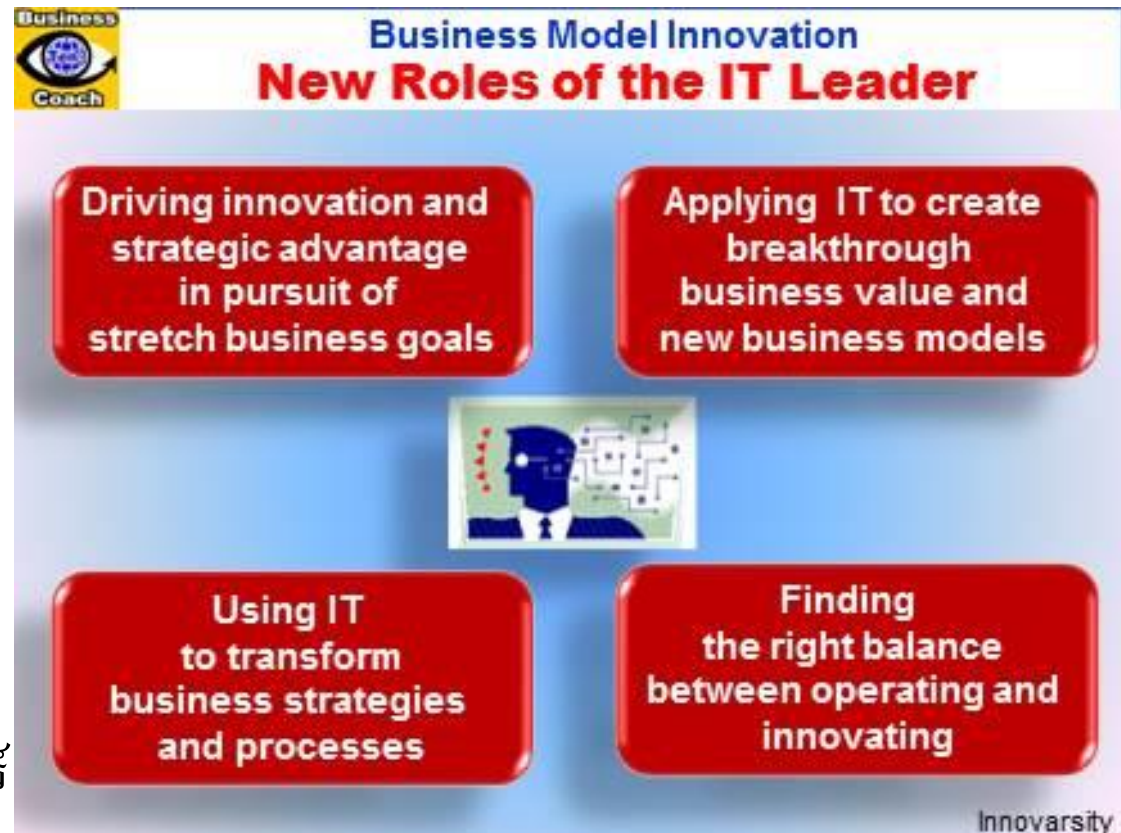 Business
Ten3
Coach
Business Model Innovation
New Roles of the IT Leader
Driving innovation and
strategic advantage
in pursuit of
stretch business goals
Applying IT to create
breakthrough
business value and
new business models
Using IT
to transform
business strategies
and processes
Finding
the right balance
between operating and
innovating
Innovarsity